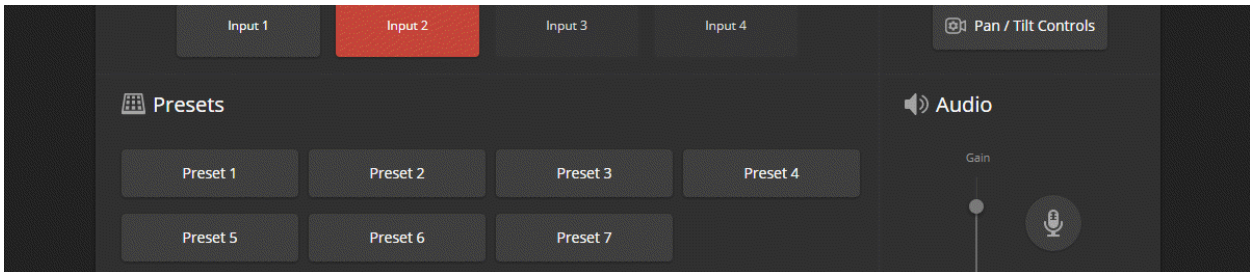 Input 1
Input 2
Input 3
Input 4
Pan / Tilt Controls
Presets
Audio
Preset 1
Preset 2
Preset 3
Preset 4
Gain
Preset 5
Preset 6
Preset 7